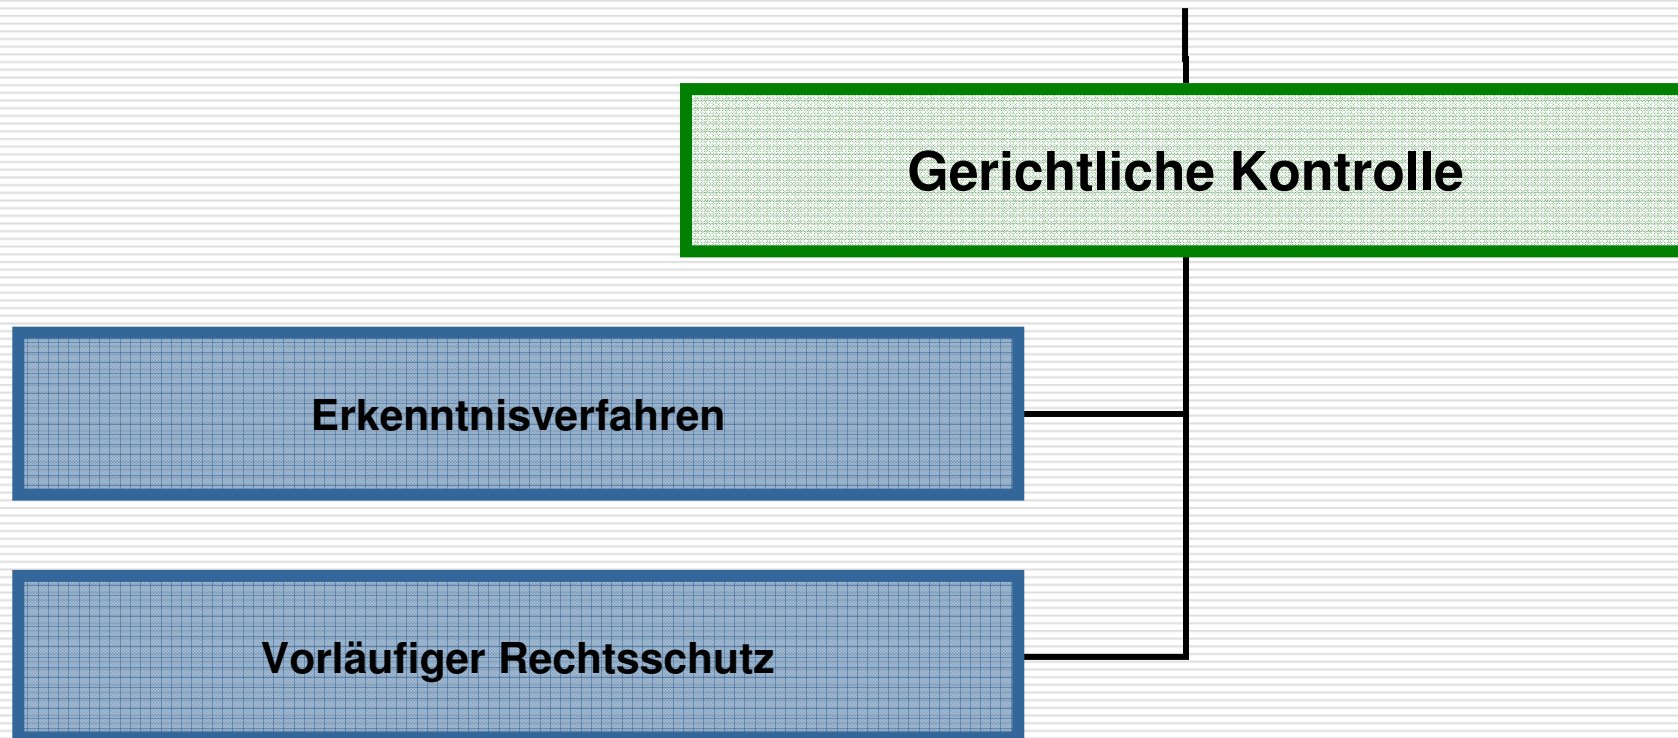 Gerichtliche Kontrolle
Erkenntnisverfahren
Vorläufiger Rechtsschutz